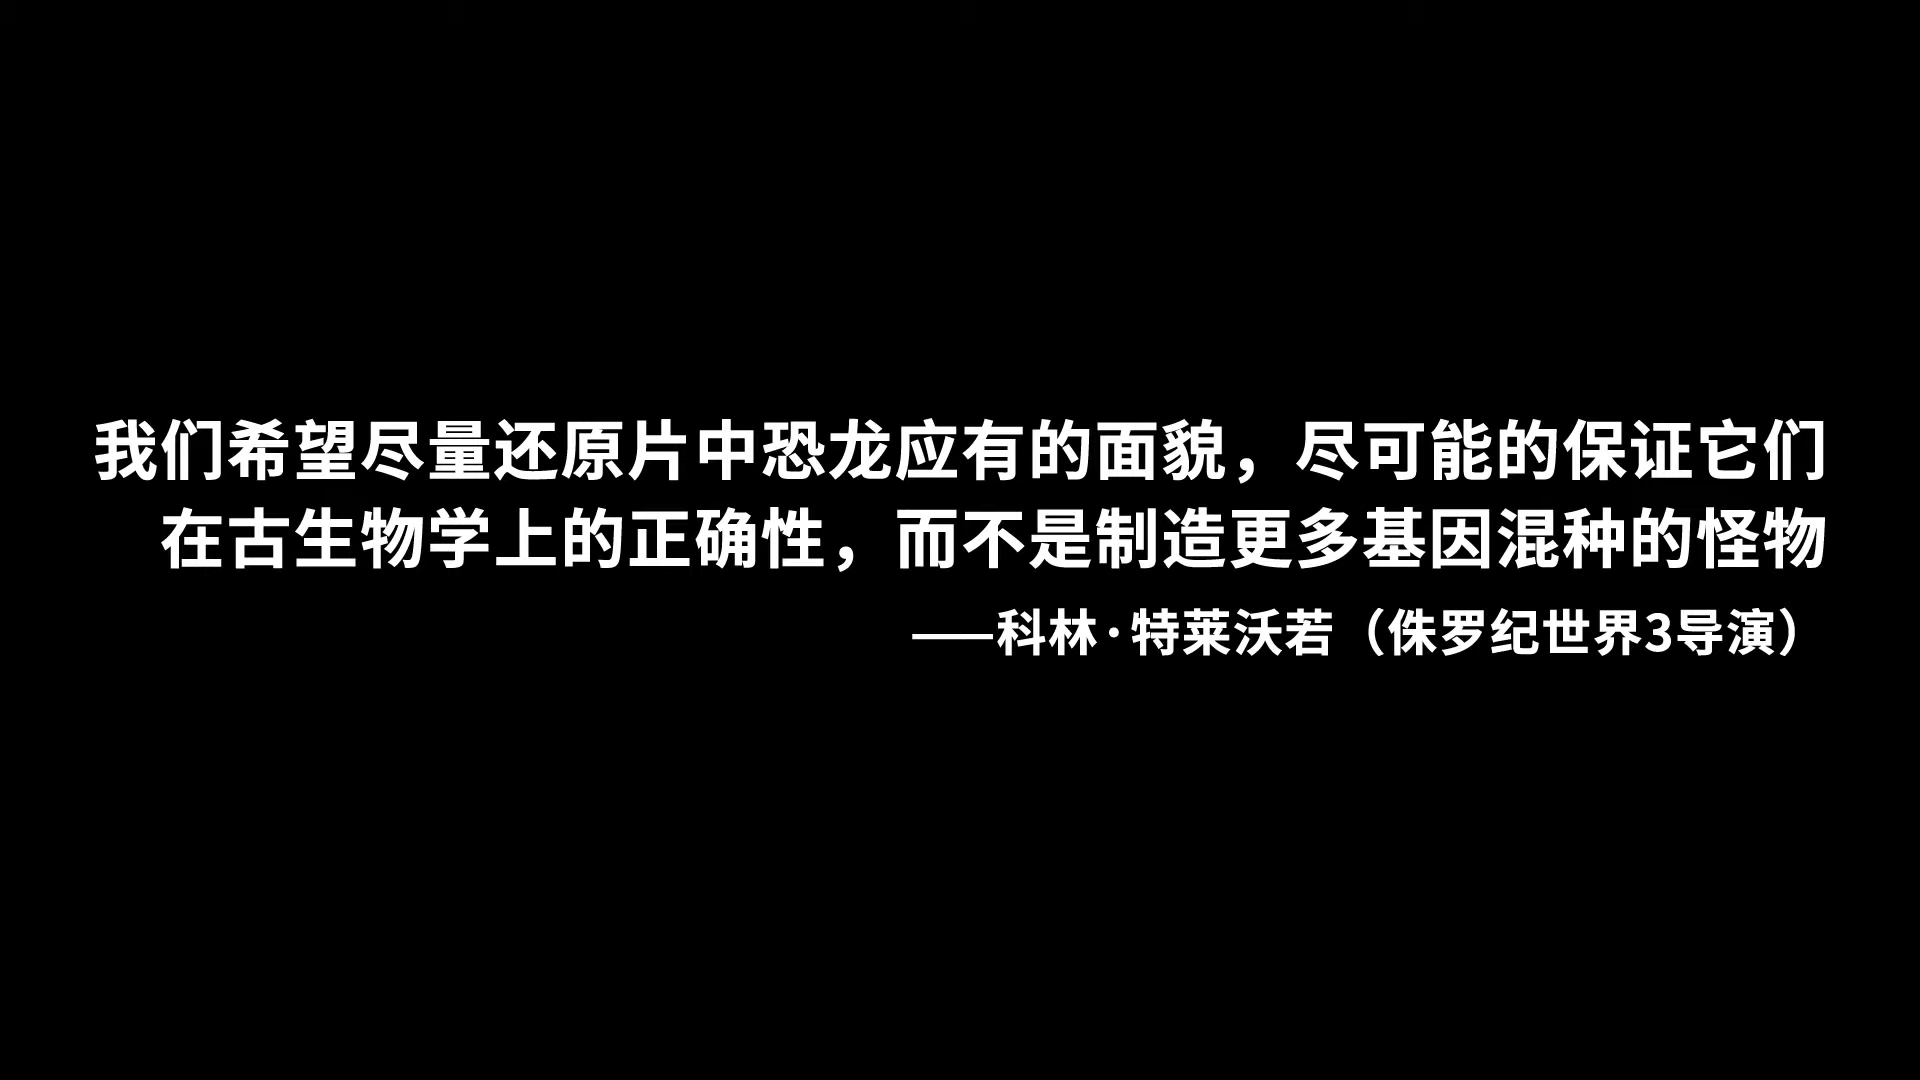 我们希望尽量还原片中恐龙应有的面貌，尽可能的保证它们
在古生物学上的正确性，而不是制造更多基因混种的怪物
——科林·特莱沃若（侏罗纪世界3导演）